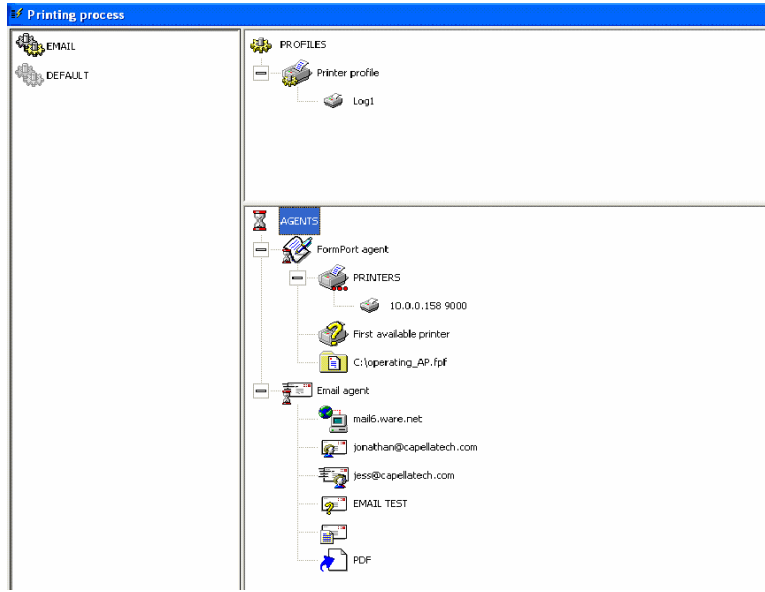 Printing process
EMAIL
DEFAULT
PROFILES
Printer profile
Log1
AGENTS
FormPort agent
PRINTERS
10.0.0.158 9000
First available printer
C:\operating_AP.fpf
Email agent
mail6.ware.net
jonathan@capellatech.com
jess@capellatech.com
EMAIL TEST
PDF